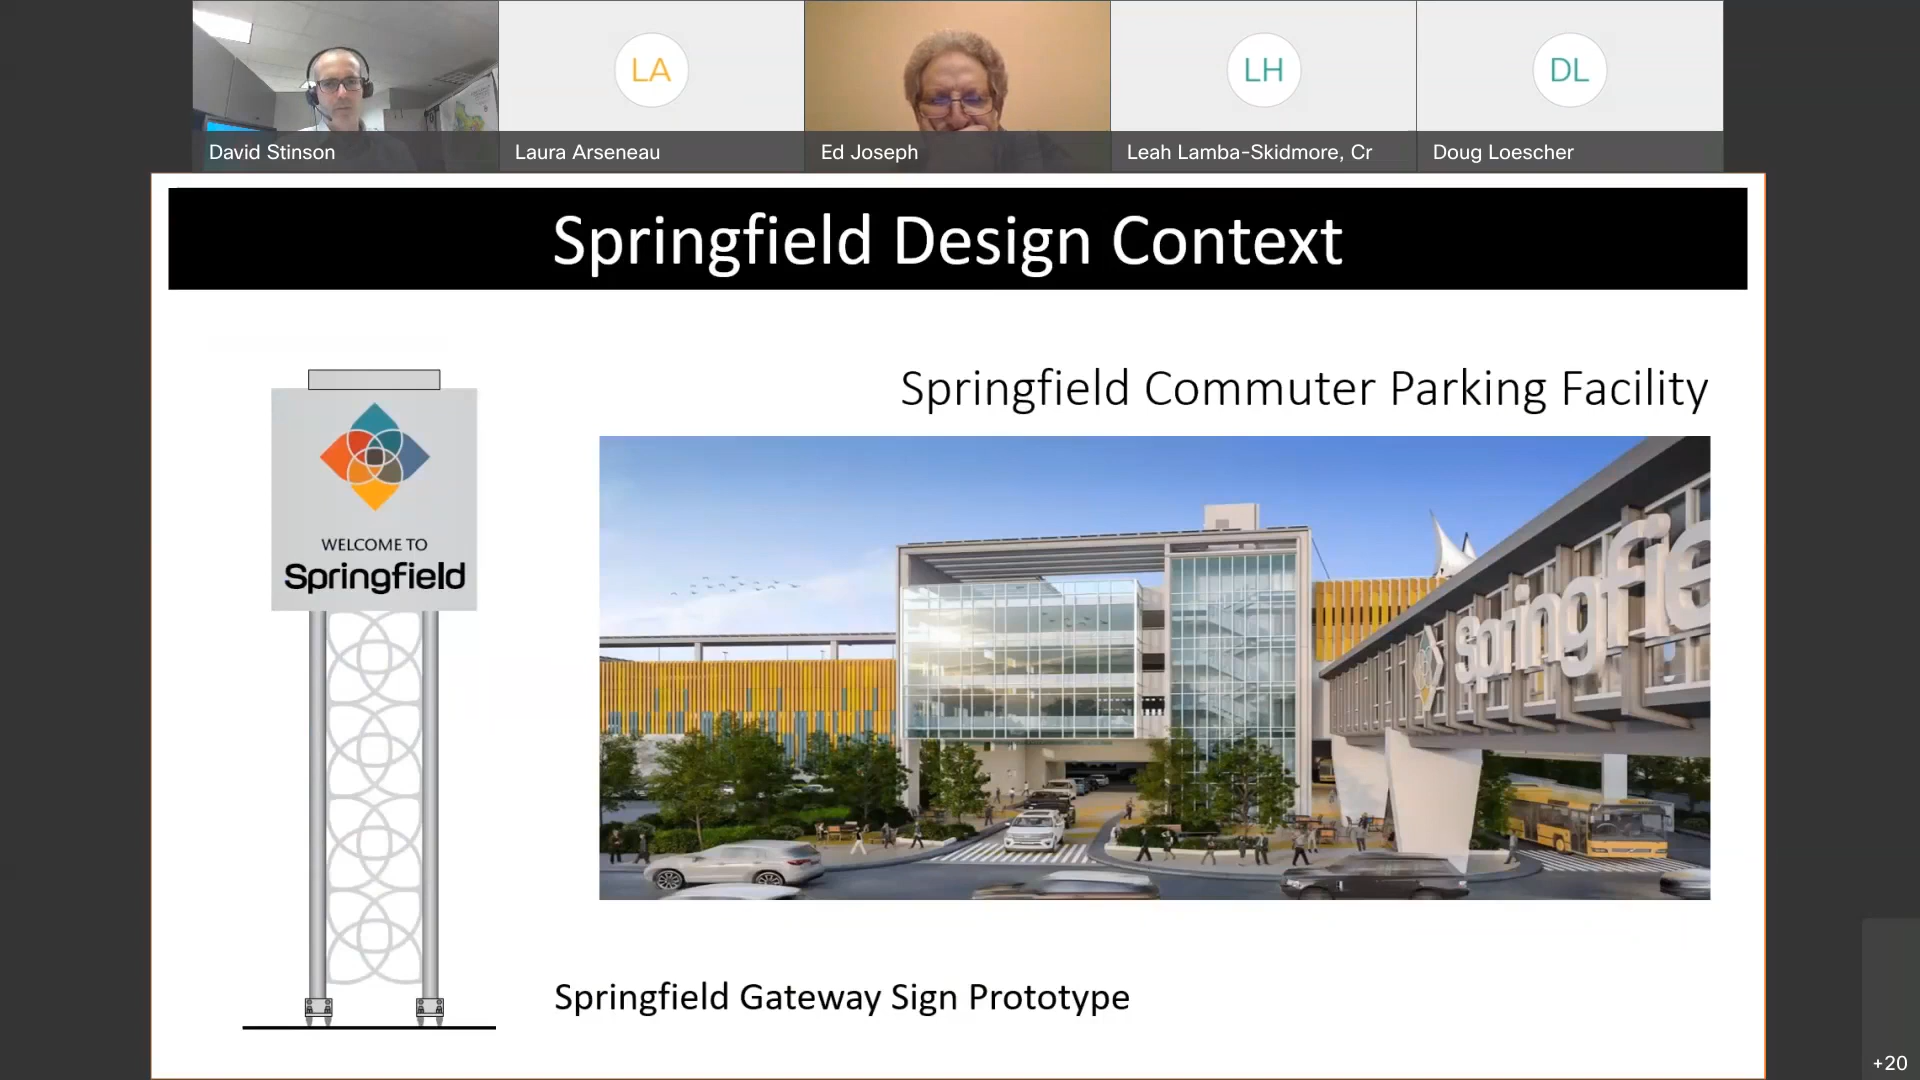 LA
LH
DL
David Stinson
Laura Arseneau
Ed Joseph
Leah Lamba-Skidmore, Cr
Doug Loescher
Springfield Design Context
Springfield Commuter Parking Facility
WELCOME TO
Springfield
Springfie
Springfield Gateway Sign Prototype
+20